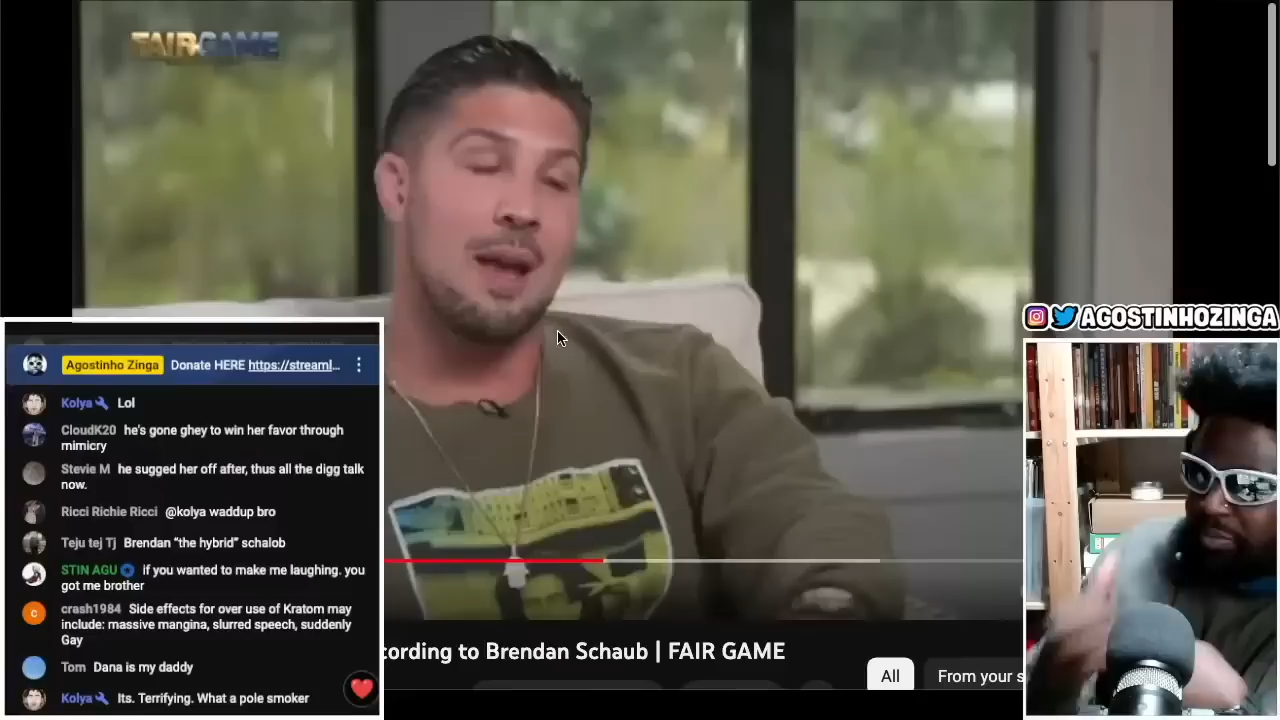 FAIR GAME
AGOSTINHOZINGA
Agostinho Zinga Donate HERE https://streaml...
Kolya Lol
CloudK20 he's gone ghey to win her favor through
mimicry
Stevie M he sugged her off after, thus all the digg talk
now.
Ricci Richie Ricci @kolya waddup bro
Teju tej Tj Brendan “the hybrid” schalob
STIN AGU if you wanted to make me laughing. you
got me brother
C
crash1984 Side effects for over use of Kratom may
include: massive mangina, slurred speech, suddenly
Gay
Tom Dana is my daddy
Kolya Its. Terrifying. What a pole smoker
cording to Brendan Schaub | FAIR GAME
All
From your s